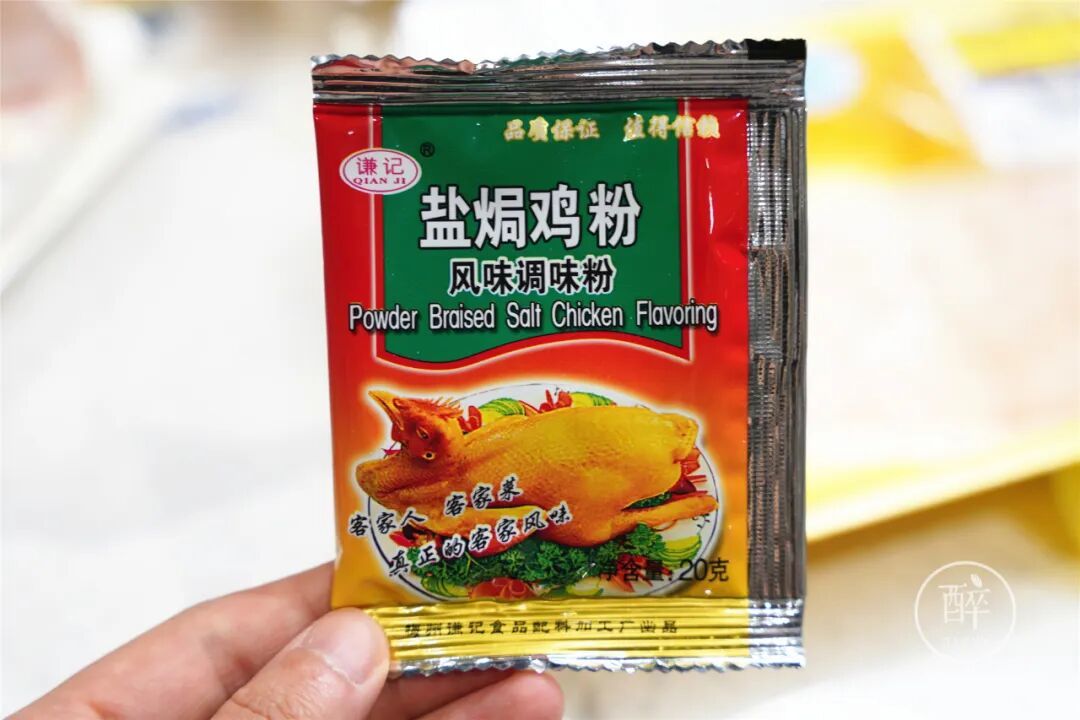 品质保证 值得信赖
谦记
QIAN JI
®
盐焗鸡粉
风味调味粉
Powder Braised Salt Chicken Flavoring
客家人 客家菜
真正的客家风味
净含量:20克
州谦记食品配料加工厂出品
醉